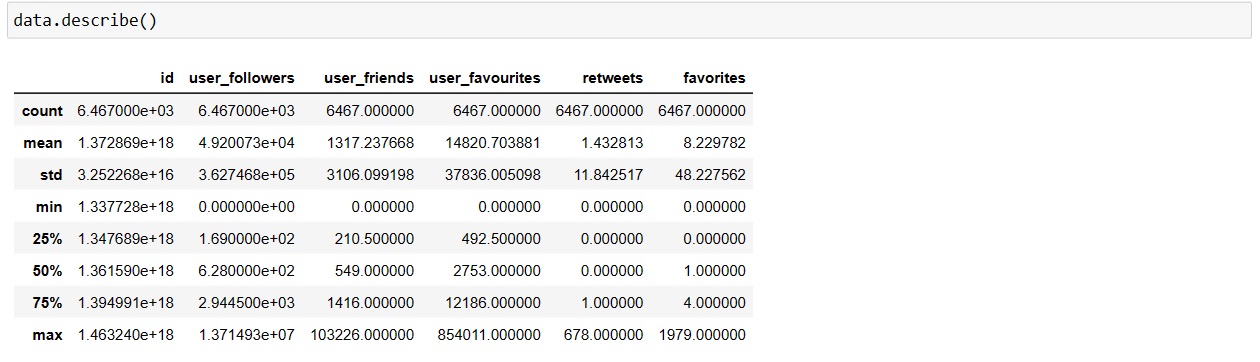 data.describe()
id user_followers user_friends user_favourites retweets favorites
count 6.467000e+03 6.467000e+03 6467.000000 6467.000000 6467.000000 6467.000000
mean 1.372869e+18 4.920073e+04 1317.237668 14820.703881 1.432813 8.229782
std 3.252268e+16 3.627468e+05 3106.099198 37836.005098 11.842517 48.227562
min 1.337728e+18 0.000000e+00 0.000000 0.000000 0.000000 0.000000
25% 1.347689e+18 1.690000e+02 210.500000 492.500000 0.000000 0.000000
50% 1.361590e+18 6.280000e+02 549.000000 2753.000000 0.000000 1.000000
75% 1.394991e+18 2.944500e+03 1416.000000 12186.000000 1.000000 4.000000
max 1.463240e+18 1.371493e+07 103226.000000 854011.000000 678.000000 1979.000000